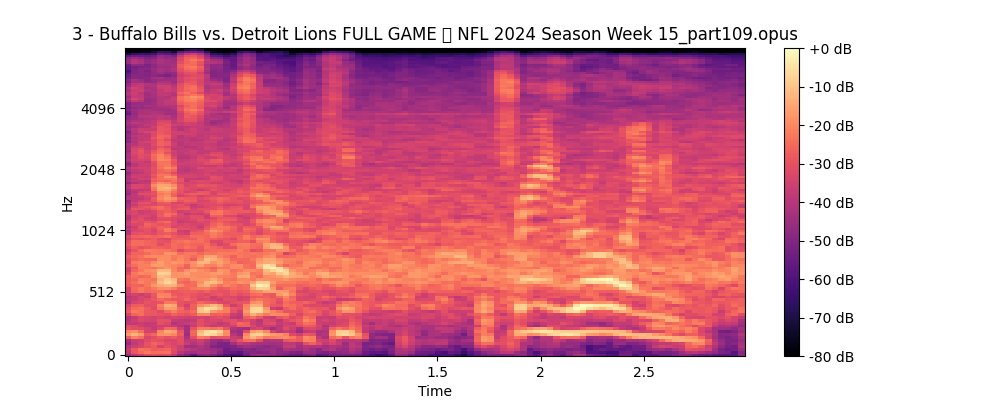 3 - Buffalo Bills vs. Detroit Lions FULL GAME ▯ NFL 2024 Season Week 15_part109.opus
+0 dB
-10 dB
-20 dB
-30 dB
-40 dB
-50 dB
-60 dB
-70 dB
-80 dB
4096
2048
1024
512
0
Hz
0
0.5
1
1.5
2
2.5
Time